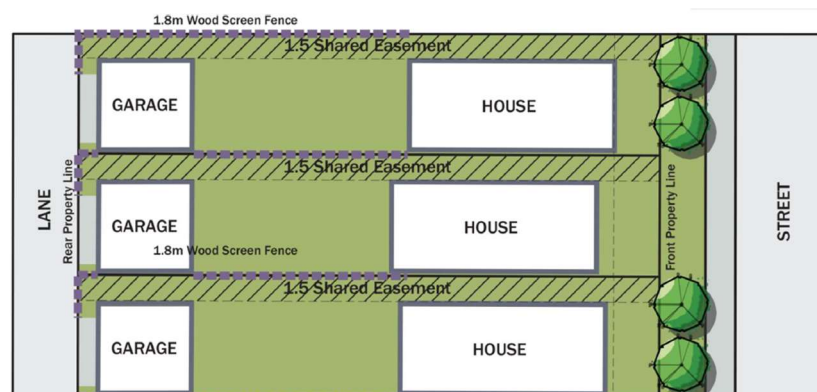 1.8m Wood Screen Fence
1.5 Shared Easement
GARAGE
HOUSE
1.5 Shared Easement
LANE
Rear Property Line
GARAGE
HOUSE
Front Property Line
STREET
1.8m Wood Screen Fence
1.5 Shared Easement
GARAGE
HOUSE